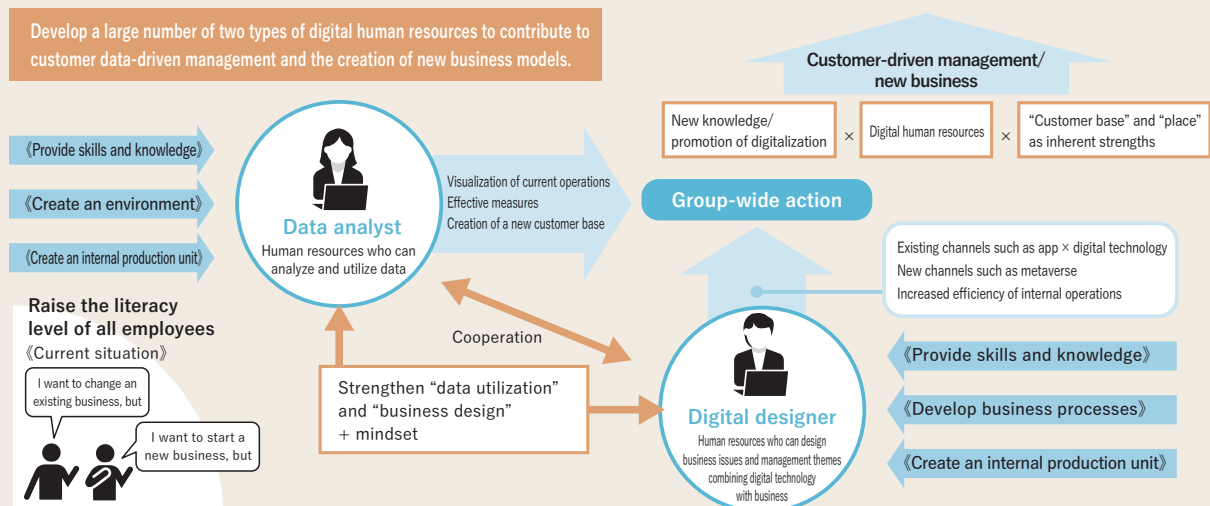 Develop a large number of two types of digital human resources to contribute to
customer data-driven management and the creation of new business models.
《Provide skills and knowledge》
《Create an environment》
《Create an internal production unit》
Data analyst
Human resources who can
analyze and utilize data
Visualization of current operations
Effective measures
Creation of a new customer base
Customer-driven management/
new business
New knowledge/
promotion of digitalization
×
Digital human resources
×
“Customer base” and “place”
as inherent strengths
Group-wide action
Existing channels such as app × digital technology
New channels such as metaverse
Increased efficiency of internal operations
Raise the literacy
level of all employees
《Current situation》
I want to change an
existing business, but
I want to start a
new business, but
Cooperation
Strengthen “data utilization”
and “business design”
+ mindset
Digital designer
Human resources who can design
business issues and management themes
combining digital technology
with business
《Provide skills and knowledge》
《Develop business processes》
《Create an internal production unit》